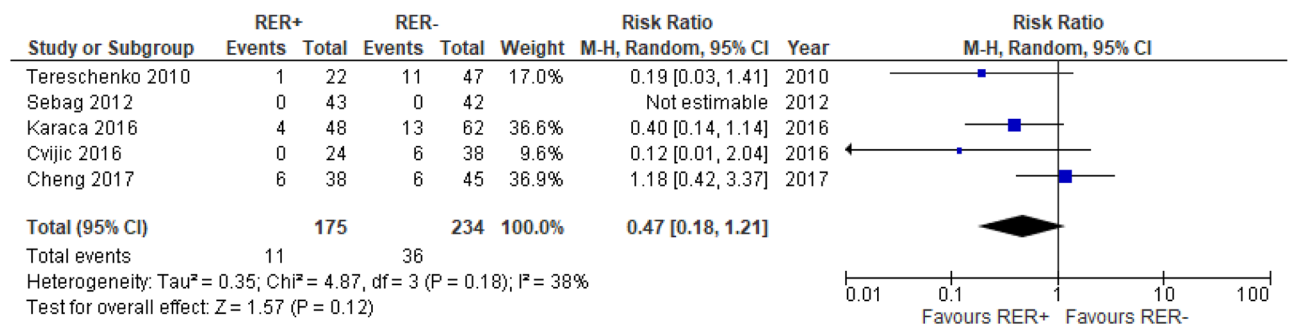 RER+ RER- Risk Ratio Risk Ratio
Study or Subgroup Events Total Events Total Weight M-H, Random, 95% CI Year M-H, Random, 95% CI
Tereschenko 2010 1 22 11 47 17.0% 0.19 [0.03, 1.41] 2010
Sebag 2012 0 43 0 42 Not estimable 2012
Karaca 2016 4 48 13 62 36.6% 0.40 [0.14, 1.14] 2016
Cvijic 2016 0 24 6 38 9.6% 0.12 [0.01, 2.04] 2016
Cheng 2017 6 38 6 45 36.9% 1.18 [0.42, 3.37] 2017
Total (95% CI) 175 234 100.0% 0.47 [0.18, 1.21]
Total events 11 36
Heterogeneity: Tau² = 0.35; Chi² = 4.87, df = 3 (P = 0.18); I² = 38%
Test for overall effect: Z = 1.57 (P = 0.12)
0.01 0.1 1 10 100
Favours RER+ Favours RER-